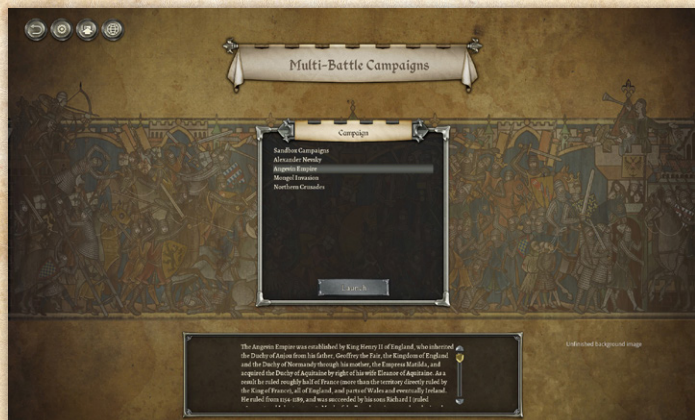 Multi-Battle Campaigns
Campaign
Sandbox Campaigns
Alexander Nevsky
Angevin Empire
Mongol Invasion
Northern Crusades
The Angevin Empire was established by King Henry II of England, who inherited
the Duchy of Anjou from his father, Geoffrey the Fair, the Kingdom of England
and the Duchy of Normandy through his mother, the Empress Matilda, and
acquired the Duchy of Aquitaine by right of his wife Eleanor of Aquitaine. As a
result he ruled roughly half of France (more than the territory directly ruled by
the King of France), all of England, and parts of Wales and eventually Ireland.
He ruled from 1154-1189, and was succeeded by his son Richard I (ruled
Unfinished background image